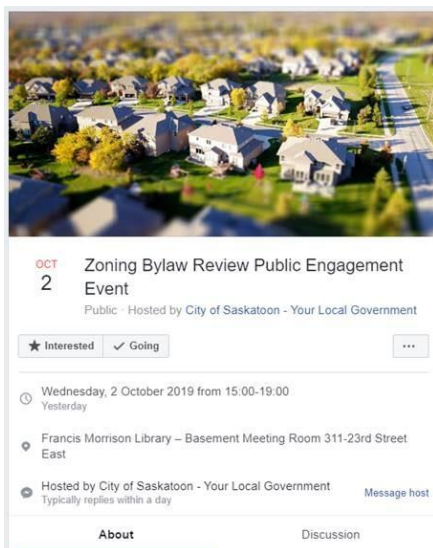 OCT
2
Zoning Bylaw Review Public Engagement
Event
Public · Hosted by City of Saskatoon - Your Local Government
★ Interested
✓ Going
...
Wednesday, 2 October 2019 from 15:00-19:00
Yesterday
Francis Morrison Library – Basement Meeting Room 311-23rd Street
East
Hosted by City of Saskatoon - Your Local Government
Typically replies within a day
Message host
About
Discussion